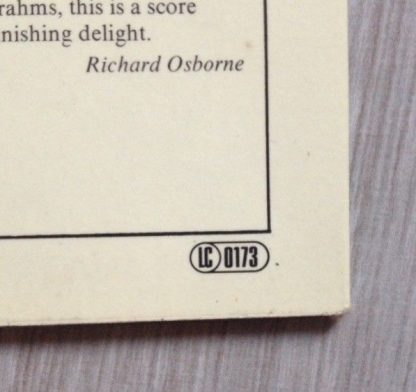 rahms, this is a score
nishing delight.
Richard Osborne
LC 0173